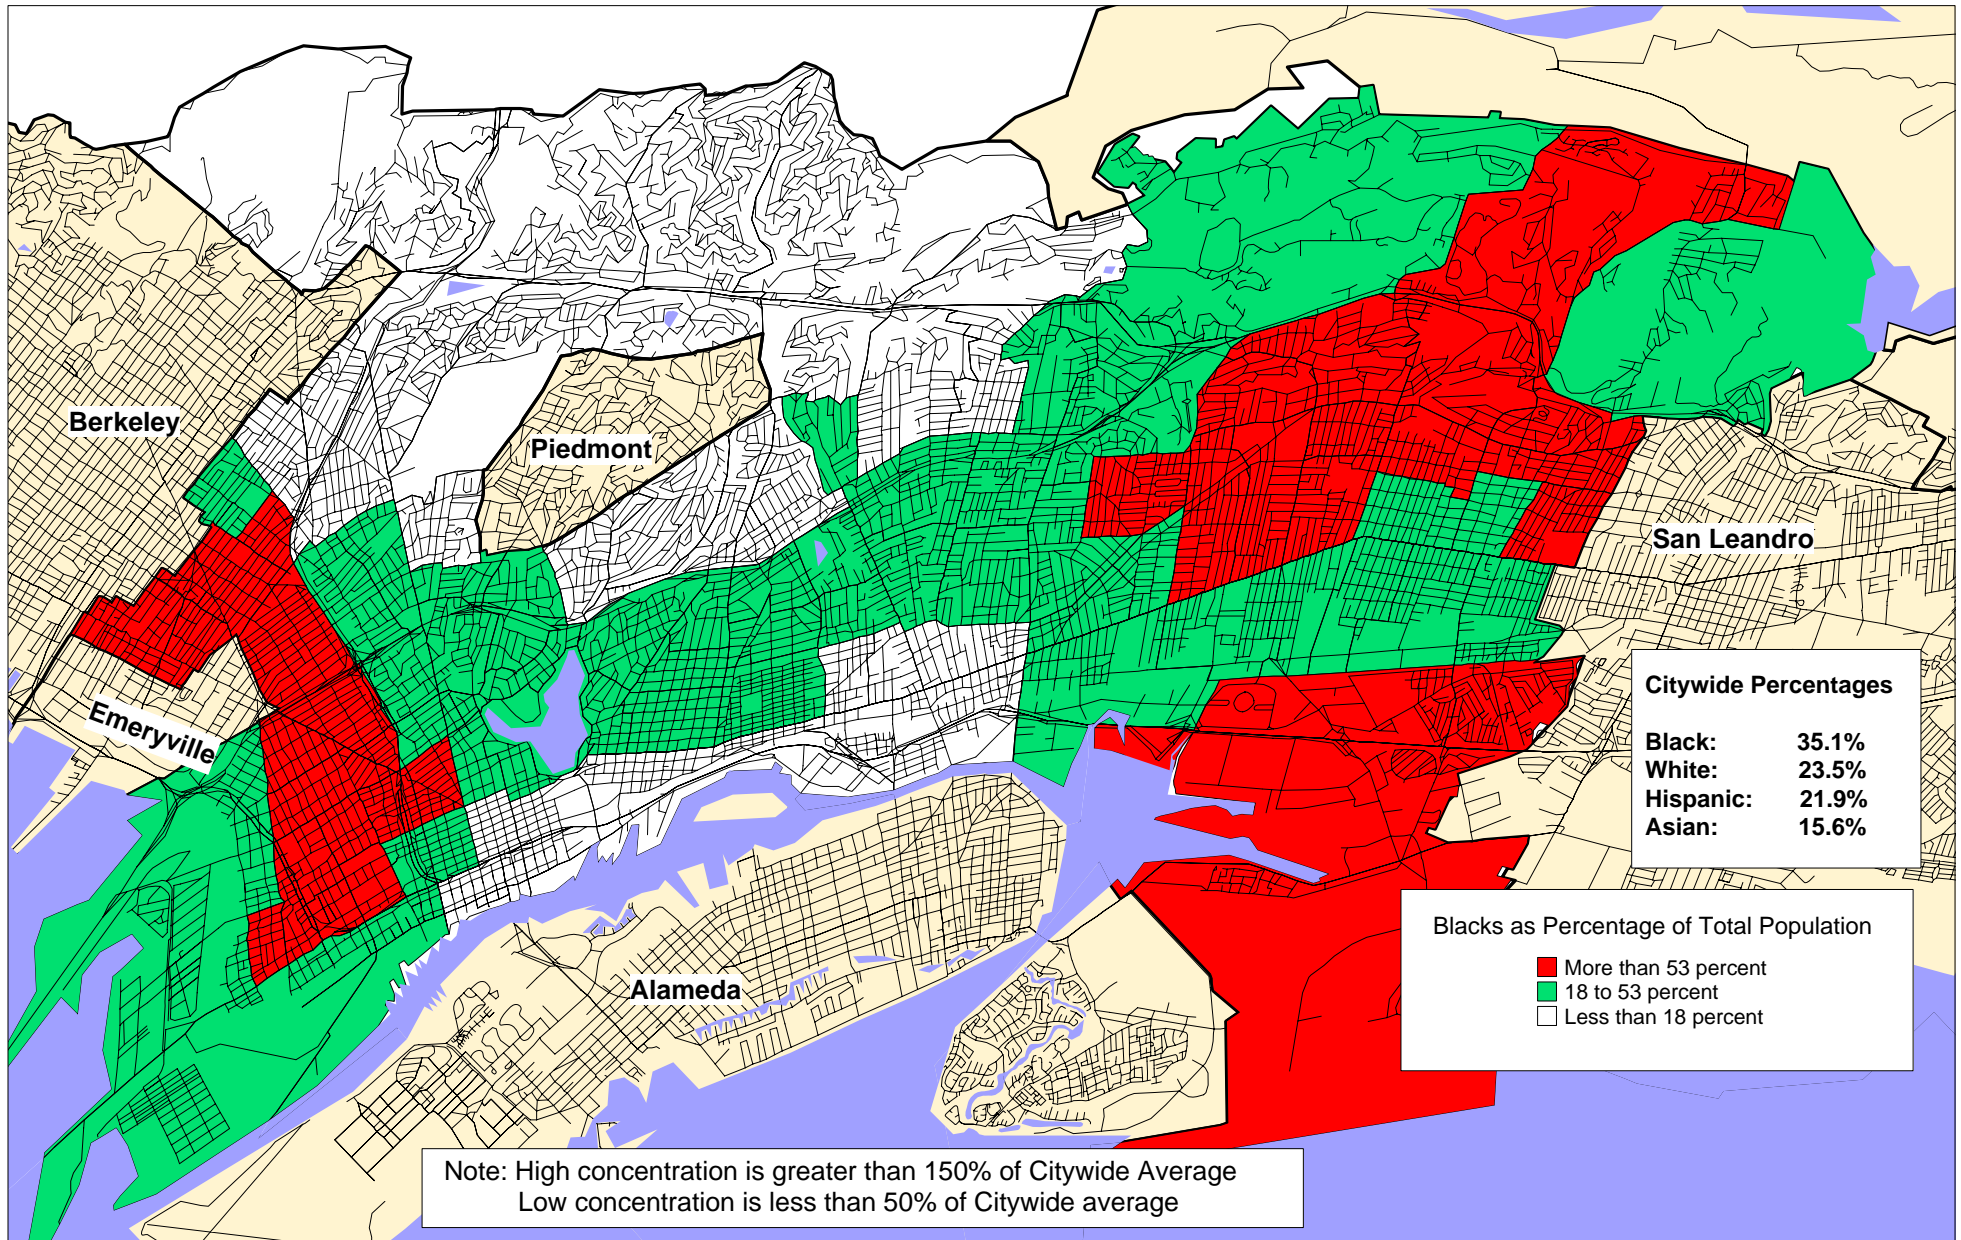 Berkeley
Piedmont
San Leandro
Emeryville
Alameda
Citywide Percentages
Black: 35.1%
White: 23.5%
Hispanic: 21.9%
Asian: 15.6%
Blacks as Percentage of Total Population
More than 53 percent
18 to 53 percent
Less than 18 percent
Note: High concentration is greater than 150% of Citywide Average
Low concentration is less than 50% of Citywide average